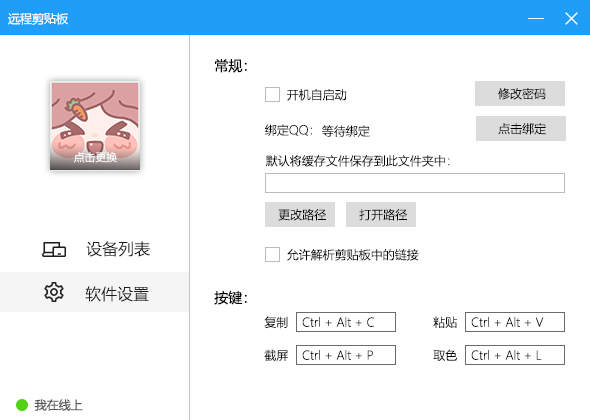 远程剪贴板
点击更换
设备列表
软件设置
我在线上
常规：
开机自启动
修改密码
绑定QQ：等待绑定
点击绑定
默认将缓存文件保存到此文件夹中：
更改路径
打开路径
允许解析剪贴板中的链接
按键：
复制 Ctrl + Alt + C
粘贴 Ctrl + Alt + V
截屏 Ctrl + Alt + P
取色 Ctrl + Alt + L